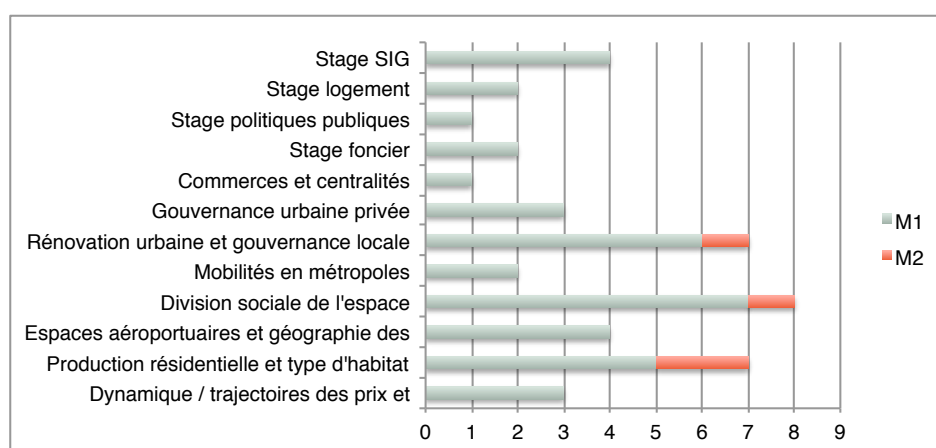 Stage SIG
Stage logement
Stage politiques publiques
Stage foncier
Commerces et centralités
Gouvernance urbaine privée
Rénovation urbaine et gouvernance locale
Mobilités en métropoles
Division sociale de l'espace
Espaces aéroportuaires et géographie des
Production résidentielle et type d'habitat
Dynamique / trajectoires des prix et
0 1 2 3 4 5 6 7 8 9
M1
M2